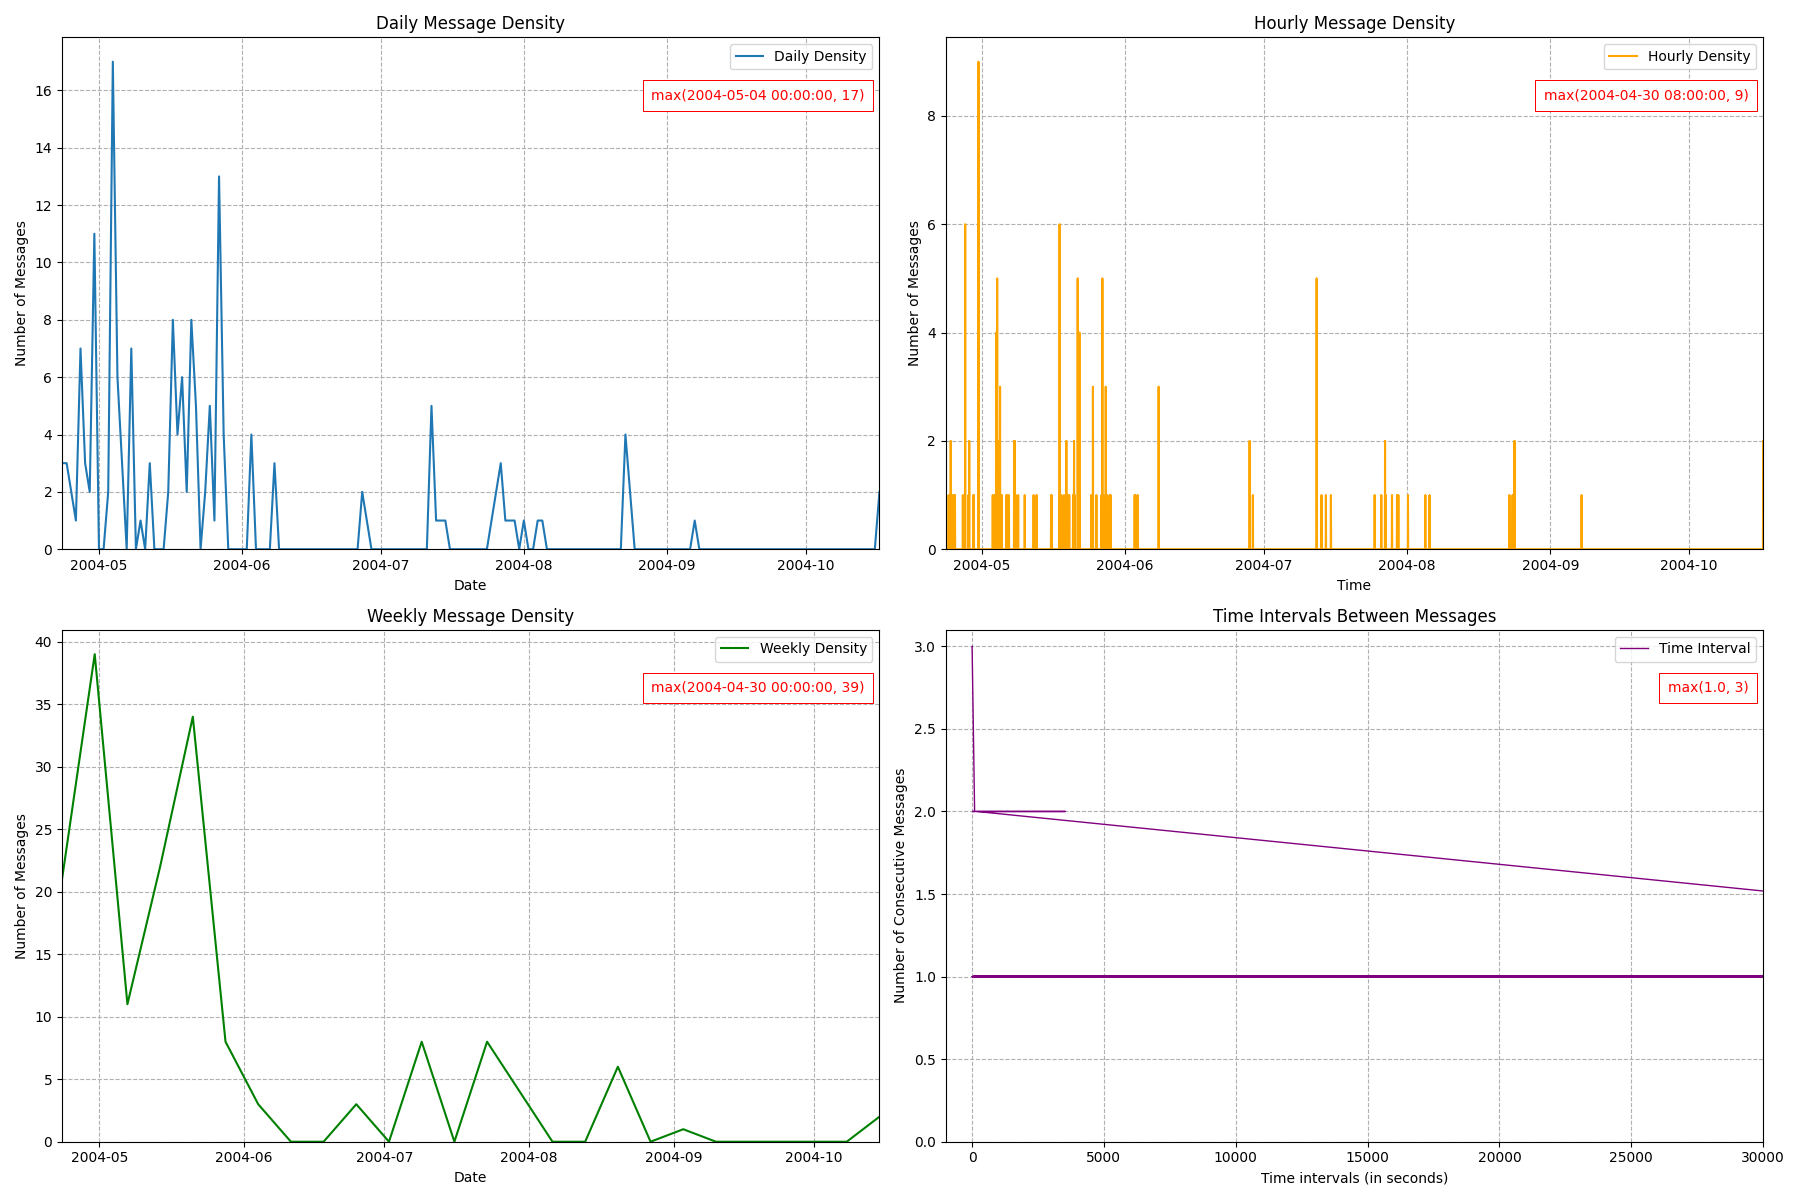 Daily Message Density
Number of Messages
16
14
12
10
8
6
4
2
0
Daily Density
max(2004-05-04 00:00:00, 17)
2004-05 2004-06 2004-07 2004-08 2004-09 2004-10
Date
Hourly Message Density
Number of Messages
8
6
4
2
0
Hourly Density
max(2004-04-30 08:00:00, 9)
2004-05 2004-06 2004-07 2004-08 2004-09 2004-10
Time
Weekly Message Density
Number of Messages
40
35
30
25
20
15
10
5
0
Weekly Density
max(2004-04-30 00:00:00, 39)
2004-05 2004-06 2004-07 2004-08 2004-09 2004-10
Date
Time Intervals Between Messages
Number of Consecutive Messages
3.0
2.5
2.0
1.5
1.0
0.5
0.0
Time Interval
max(1.0, 3)
0 5000 10000 15000 20000 25000 30000
Time intervals (in seconds)